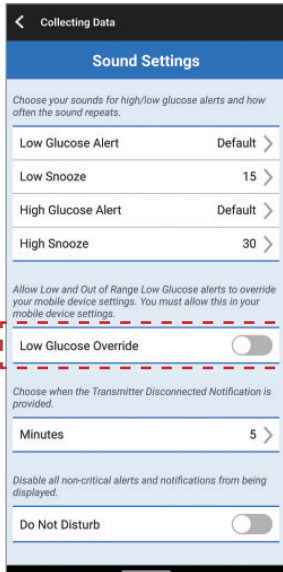 Collecting Data
Sound Settings
Choose your sounds for high/low glucose alerts and how
often the sound repeats.
Low Glucose Alert Default
Low Snooze 15
High Glucose Alert Default
High Snooze 30
Allow Low and Out of Range Low Glucose alerts to override
your mobile device settings. You must allow this in your
mobile device settings.
Low Glucose Override
Choose when the Transmitter Disconnected Notification is
provided.
Minutes 5
Disable all non-critical alerts and notifications from being
displayed.
Do Not Disturb